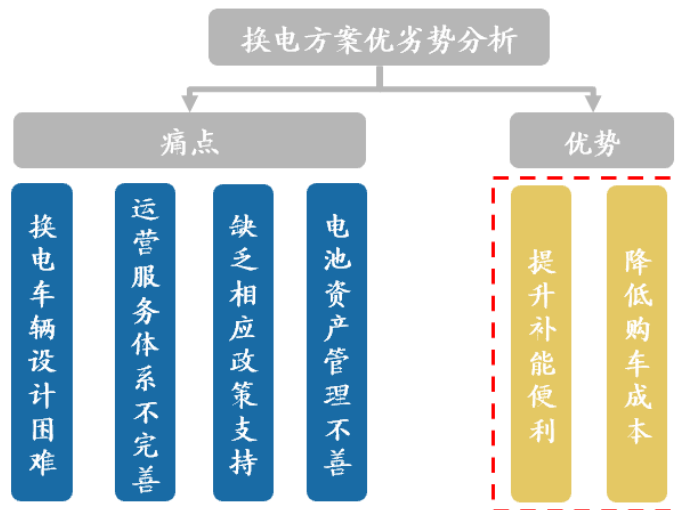 换电方案优劣势分析
痛点
优势
换电车辆设计困难
运营服务体系不完善
缺乏相应政策支持
电池资产管理不善
提升补能便利
降低购车成本